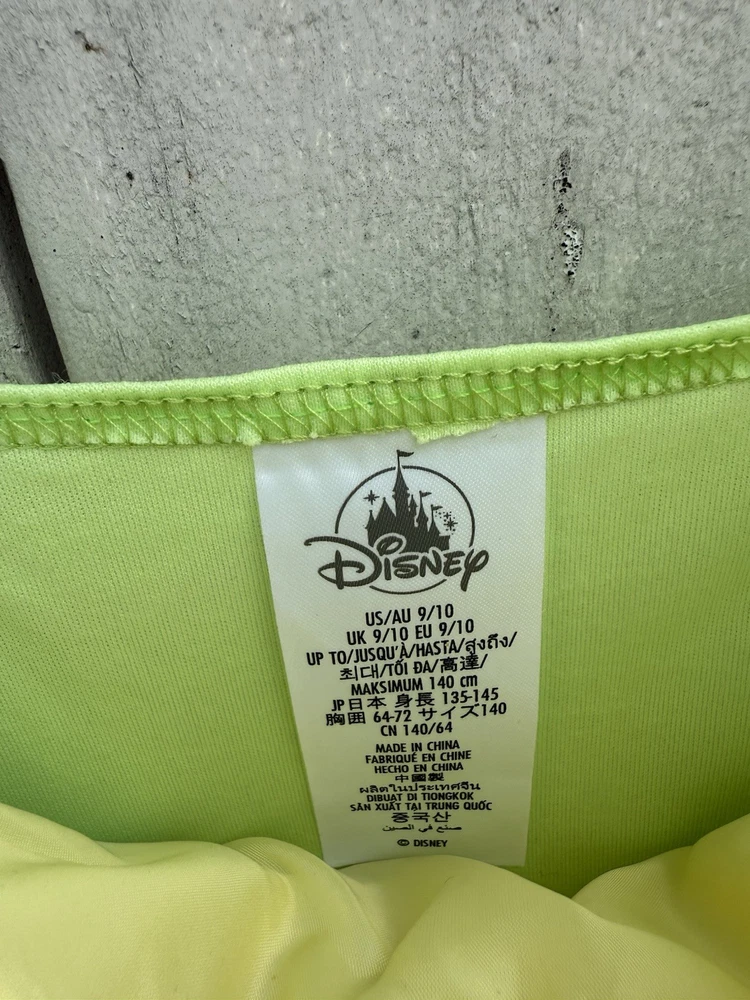 Disney
US/AU 9/10
UK 9/10 EU 9/10
UP TO/JUSQU'À/HASTA/สูงถึง/
최대/TỐI ĐA/高達/
MAKSIMUM 140 cm
JP日本 身長 135-145
胸囲 64-72 サイズ140
CN 140/64
MADE IN CHINA
FABRIQUÉ EN CHINE
HECHO EN CHINA
中國製
ผลิตในประเทศจีน
DIBUAT DI TIONGKOK
SẢN XUẤT TẠI TRUNG QUỐC
중국산
صنع في الصين
© DISNEY